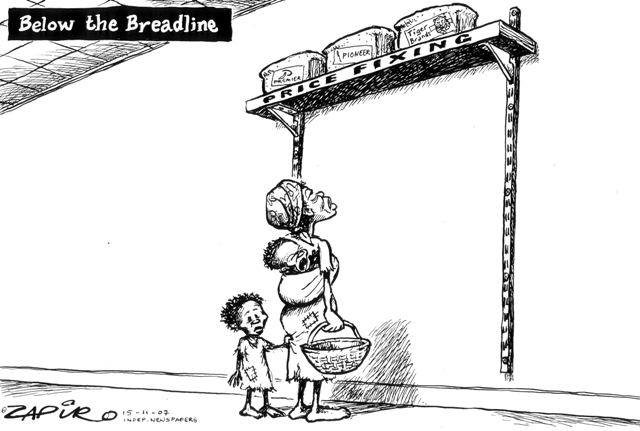 Below the Breadline
PREMIER
PIONEER
Tiger
Brands
PRICE FIXING
© ZAPIRO
15-11-07
INDEP. NEWSPAPERS